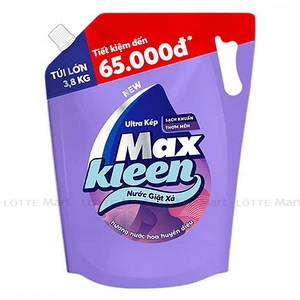 TÚI LỚN
3,8 KG
Tiết kiệm đến
65.000đ*
NEW
Ultra Kép
SẠCH KHUẨN
THƠM MỀM
Max
kleen
Nước Giặt Xả
hương nước hoa huyền diệu
LOTTE Mart